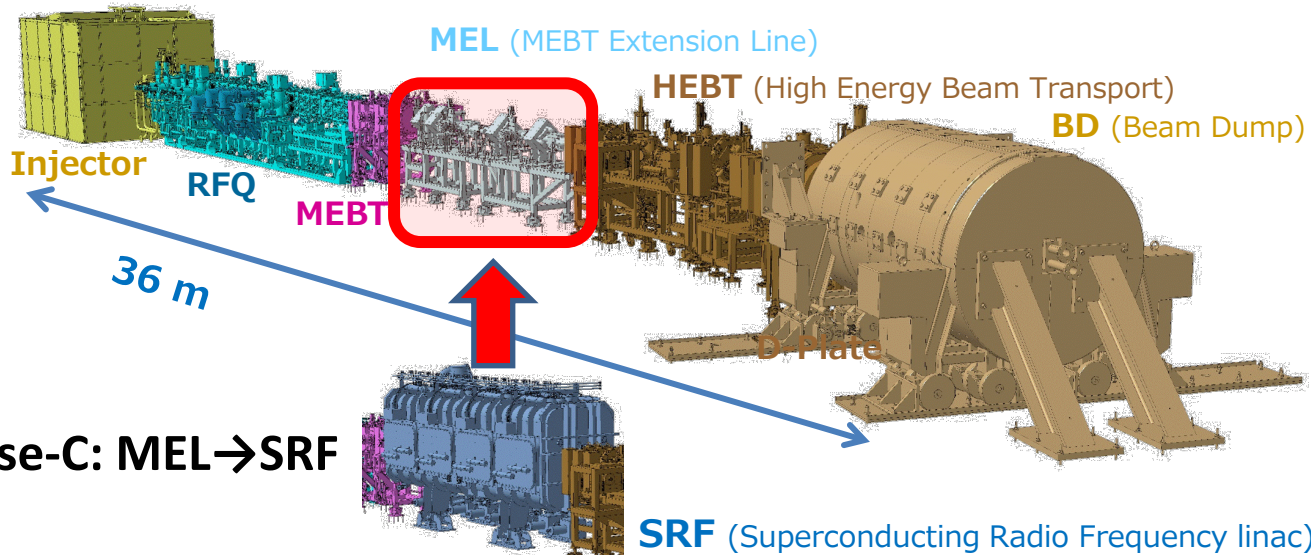 MEL (MEBT Extension Line)
HEBT (High Energy Beam Transport)
BD (Beam Dump)
Injector
RFQ
MEBT
36 m
D-Plate
se-C: MEL→SRF
SRF (Superconducting Radio Frequency linac)